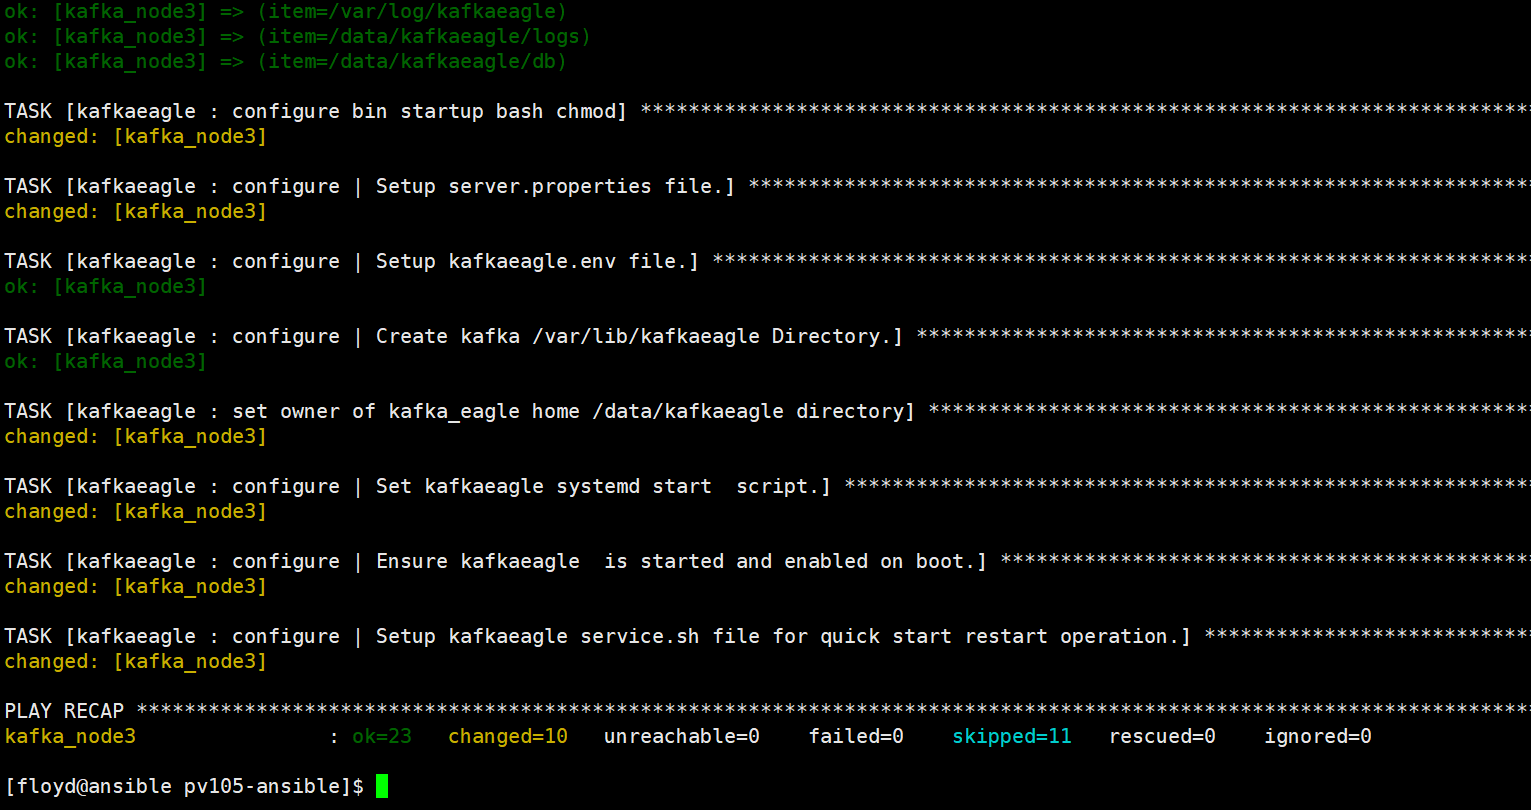 ok: [kafka_node3] => (item=/var/log/kafkaeagle)
ok: [kafka_node3] => (item=/data/kafkaeagle/logs)
ok: [kafka_node3] => (item=/data/kafkaeagle/db)
TASK [kafkaeagle : configure bin startup bash chmod] **************************************************************************
changed: [kafka_node3]
TASK [kafkaeagle : configure | Setup server.properties file.] *****************************************************************
changed: [kafka_node3]
TASK [kafkaeagle : configure | Setup kafkaeagle.env file.] ********************************************************************
ok: [kafka_node3]
TASK [kafkaeagle : configure | Create kafka /var/lib/kafkaeagle Directory.] ***************************************************
ok: [kafka_node3]
TASK [kafkaeagle : set owner of kafka_eagle home /data/kafkaeagle directory] **************************************************
changed: [kafka_node3]
TASK [kafkaeagle : configure | Set kafkaeagle systemd start  script.] *********************************************************
changed: [kafka_node3]
TASK [kafkaeagle : configure | Ensure kafkaeagle  is started and enabled on boot.] ********************************************
changed: [kafka_node3]
TASK [kafkaeagle : configure | Setup kafkaeagle service.sh file for quick start restart operation.] ***************************
changed: [kafka_node3]
PLAY RECAP ********************************************************************************************************************
kafka_node3                : ok=23   changed=10   unreachable=0    failed=0    skipped=11   rescued=0    ignored=0
[floyd@ansible pv105-ansible]$